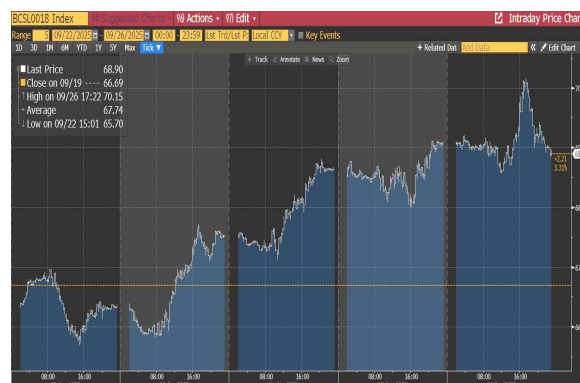 BCSL0018 Index 98) Actions 97) Edit Intraday Price Char
Range 5 09/22/2025 09/26/2025 00:00 - 23:59 Lst Trd/Lst P Local CCY Key Events
1D 3D 1M 6M YTD 1Y 5Y Max Tick ▼ + Related Dat Add Data « Edit Chart
+ Track Annotate News Zoom
Last Price 68.90
Close on 09/19 ---- 66.69
High on 09/26 17:22 70.15
Average 67.74
Low on 09/22 15:01 65.70
+2.21
3.31%
08:00 16:00 08:00 16:00 08:00 16:00 08:00 16:00 08:00 16:00